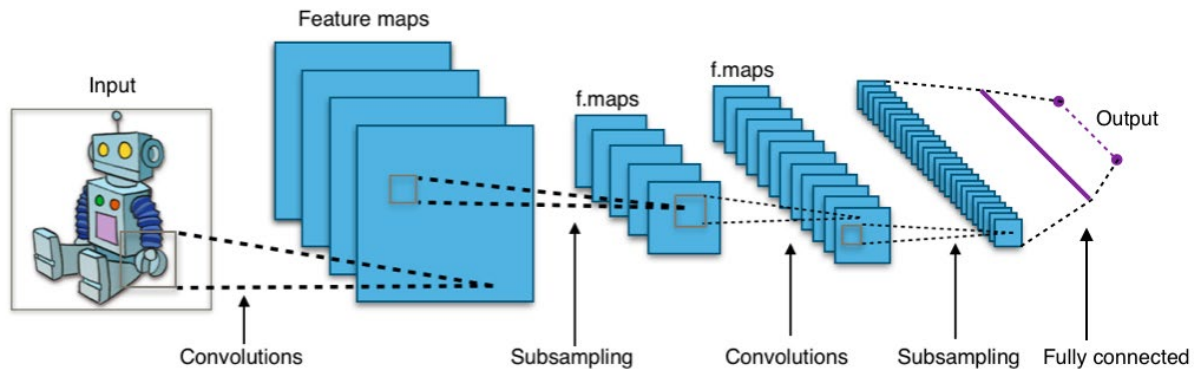 Feature maps
Input
f.maps
f.maps
Output
Convolutions
Subsampling
Convolutions
Subsampling
Fully connected